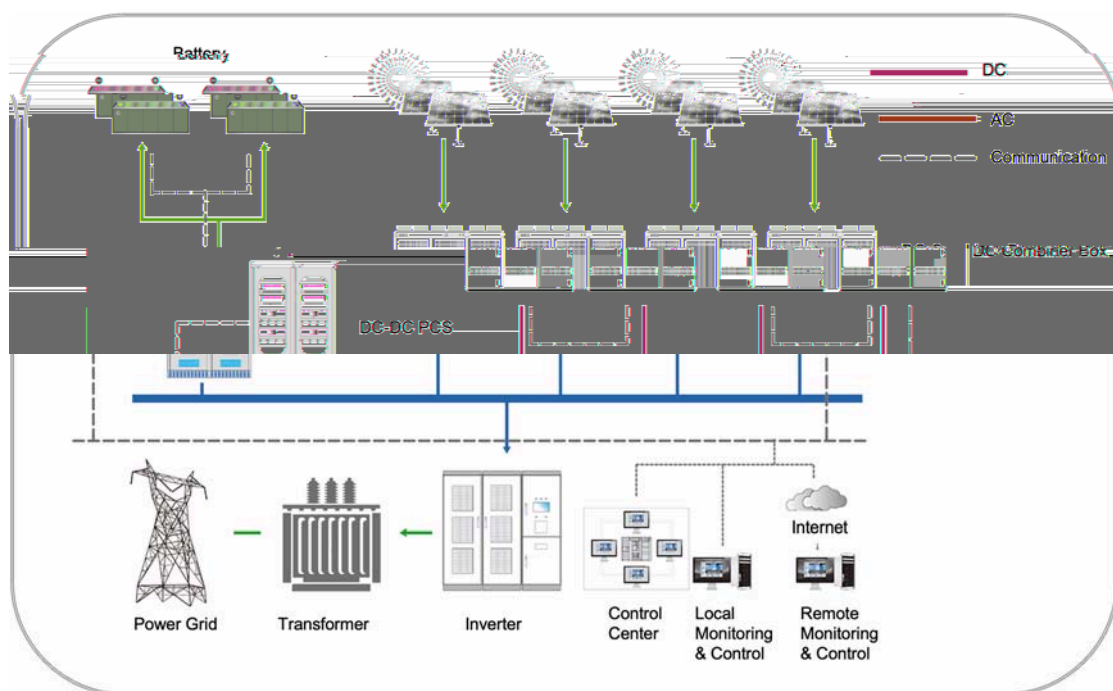 Battery
DC
AC
Communication
DC Combiner Box
DC-DC PCS
Internet
Power Grid
Transformer
Inverter
Control
Center
Local
Monitoring
& Control
Remote
Monitoring
& Control